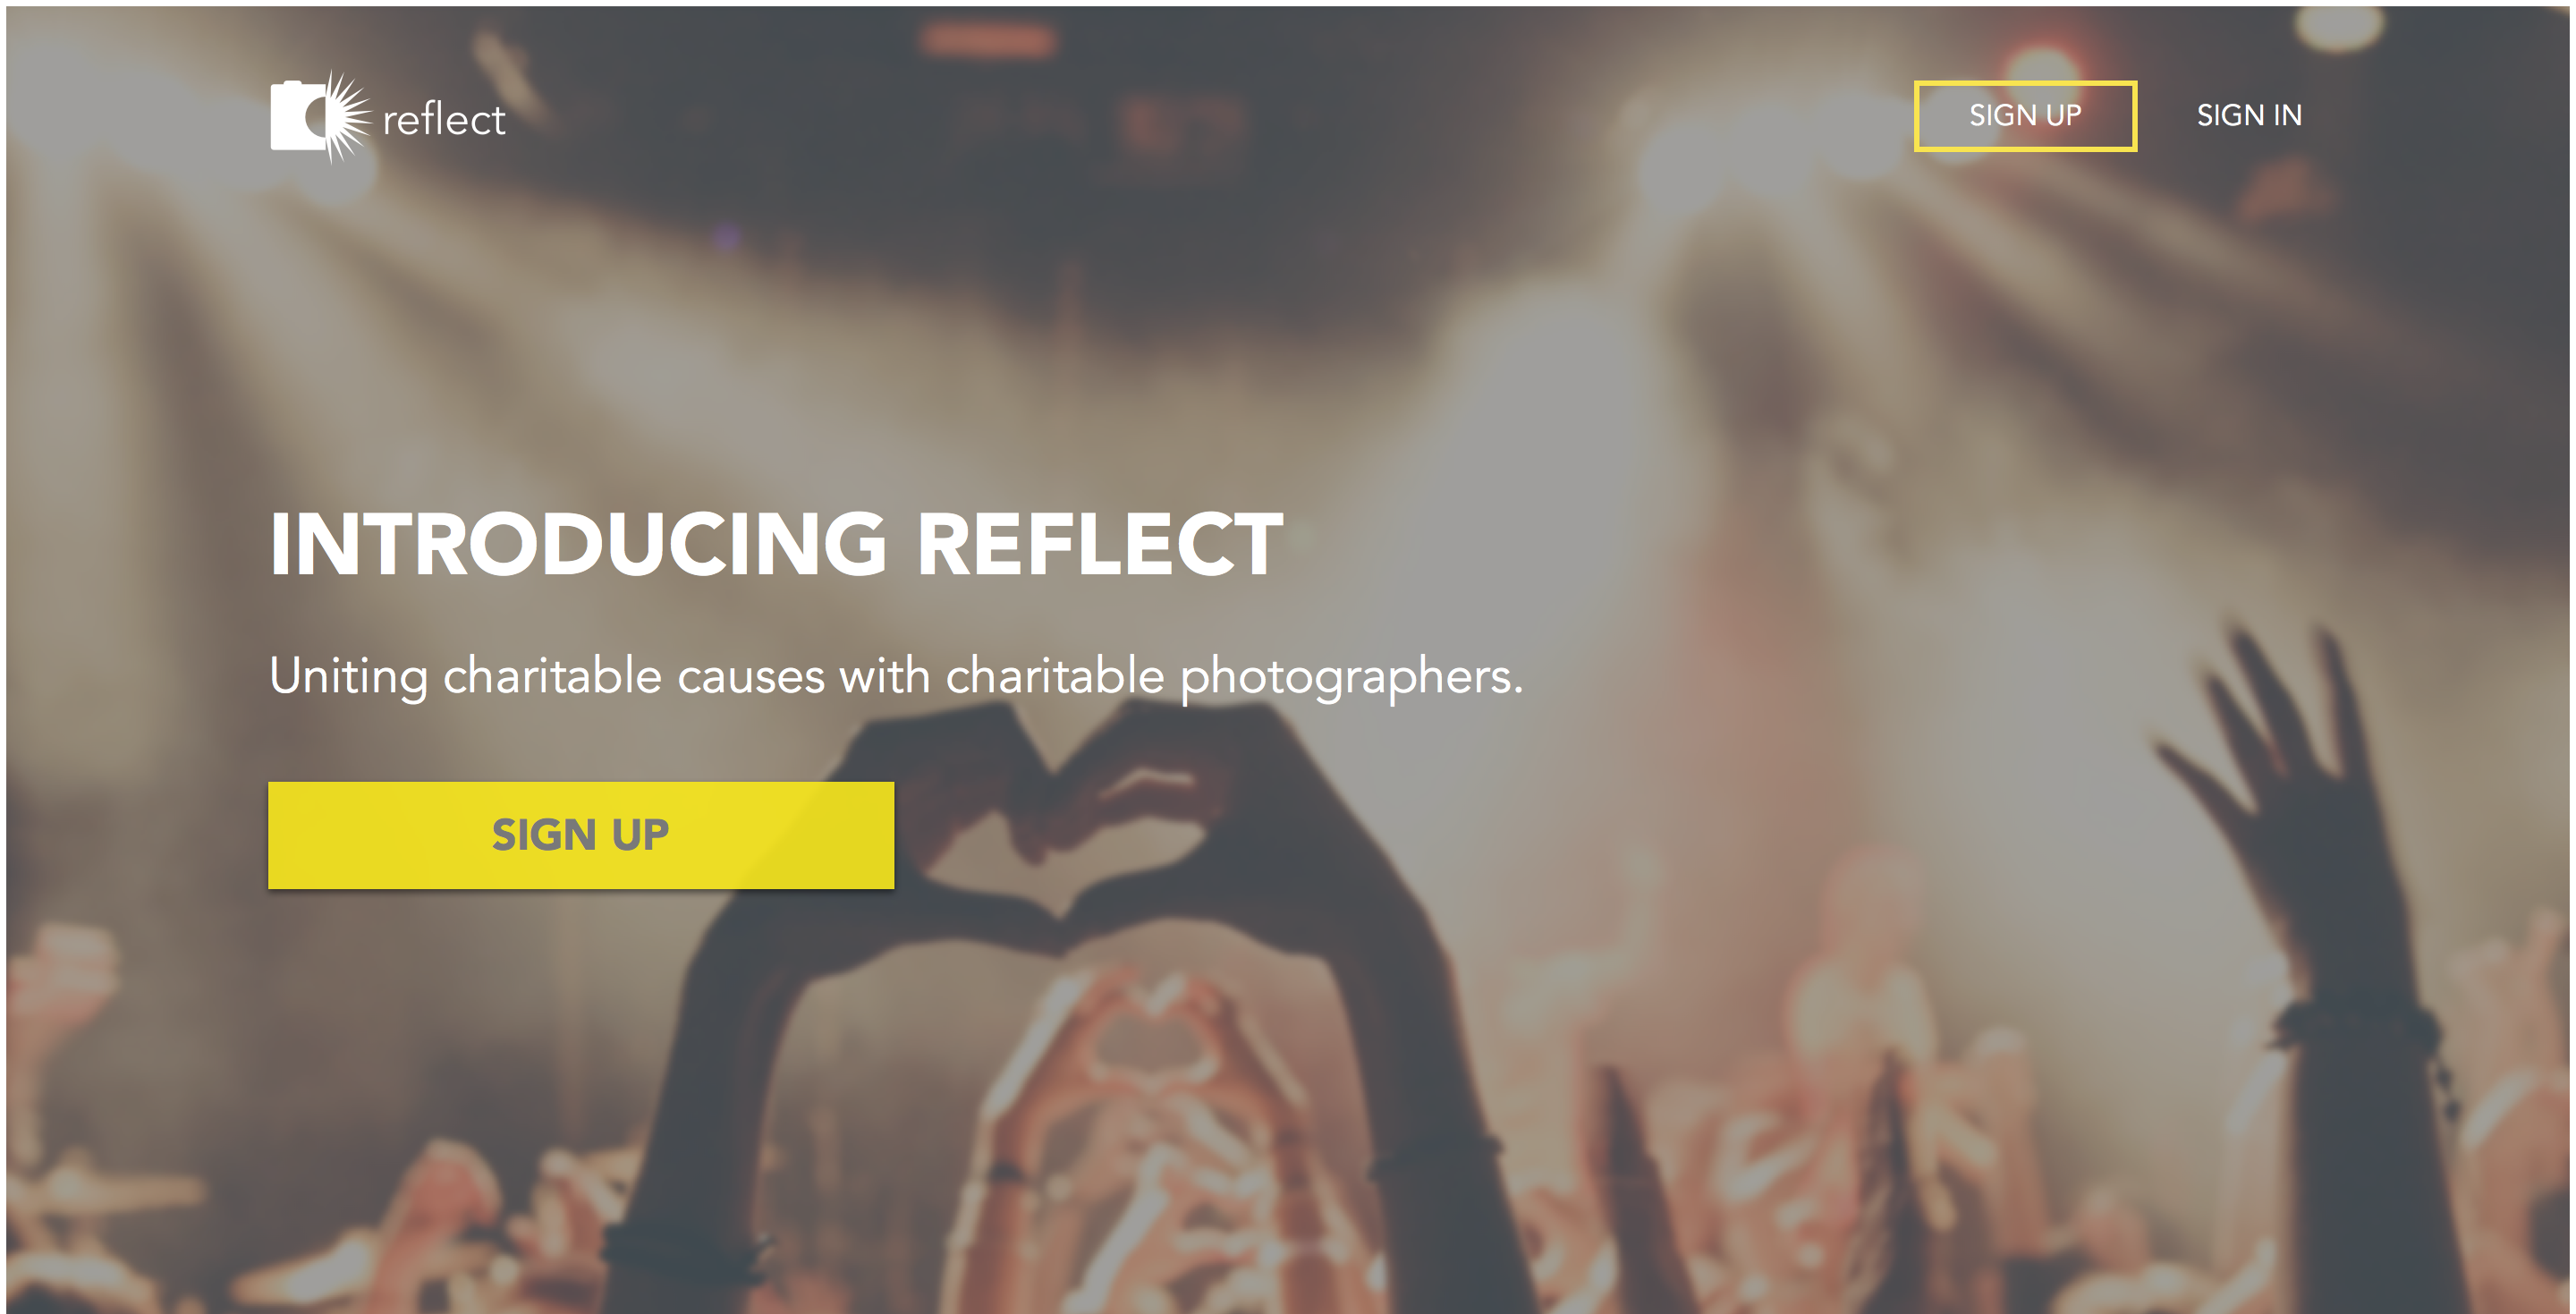 reflect
SIGN UP
SIGN IN
INTRODUCING REFLECT
Uniting charitable causes with charitable photographers.
SIGN UP